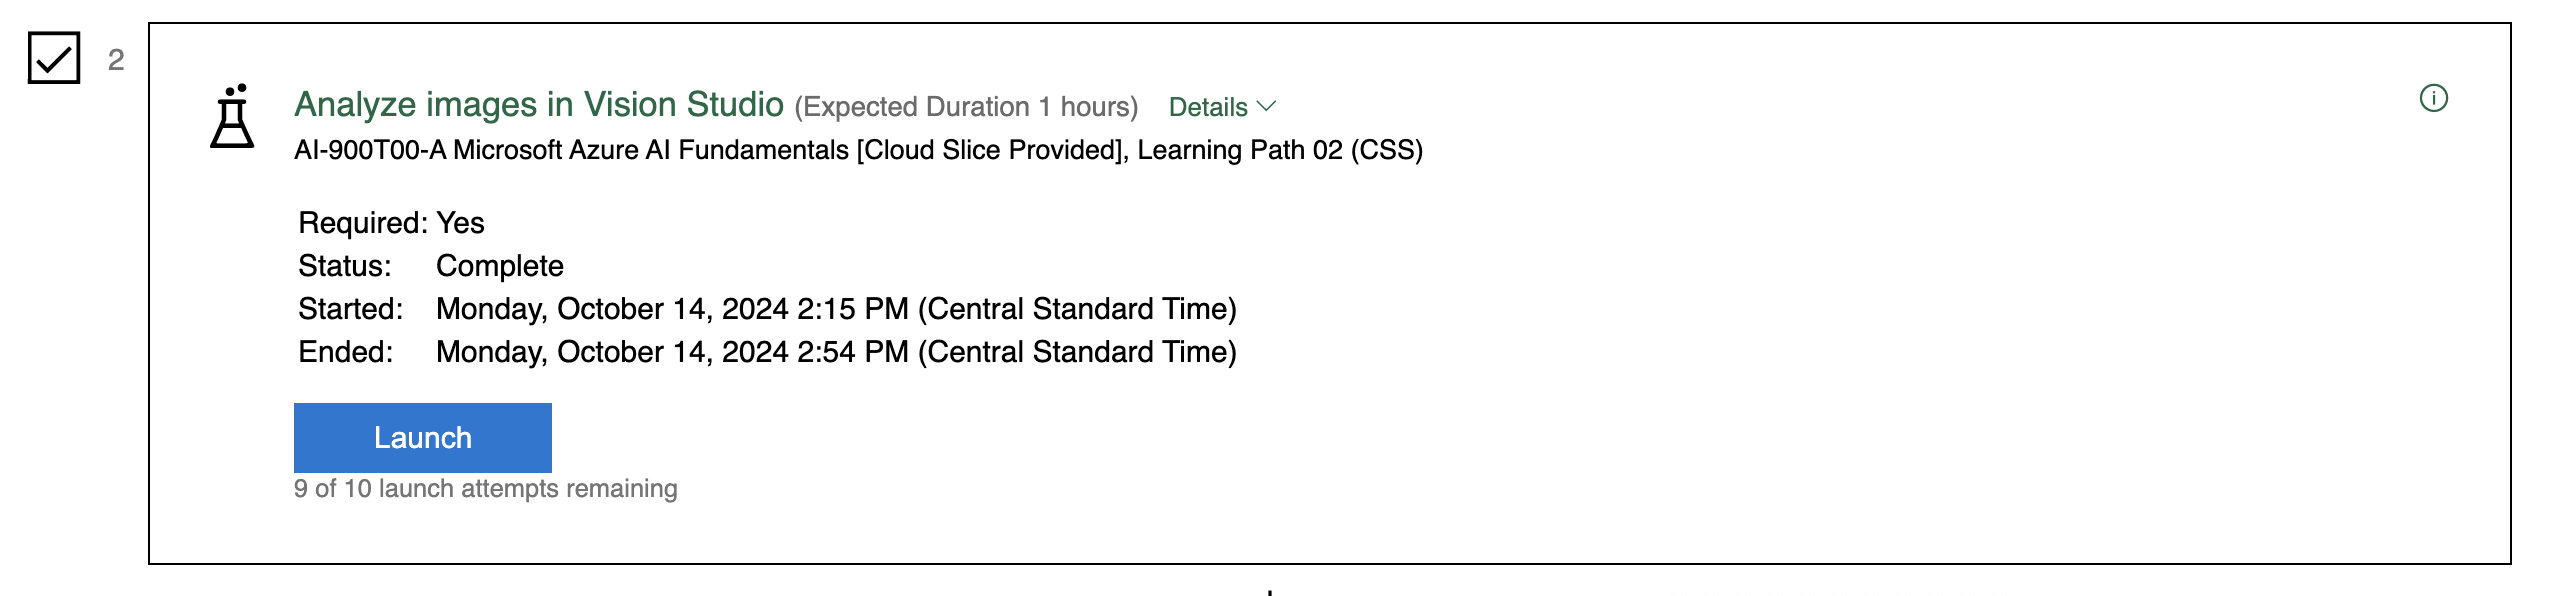 2
Analyze images in Vision Studio (Expected Duration 1 hours) Details
AI-900T00-A Microsoft Azure AI Fundamentals [Cloud Slice Provided], Learning Path 02 (CSS)
Required: Yes
Status: Complete
Started: Monday, October 14, 2024 2:15 PM (Central Standard Time)
Ended: Monday, October 14, 2024 2:54 PM (Central Standard Time)
Launch
9 of 10 launch attempts remaining